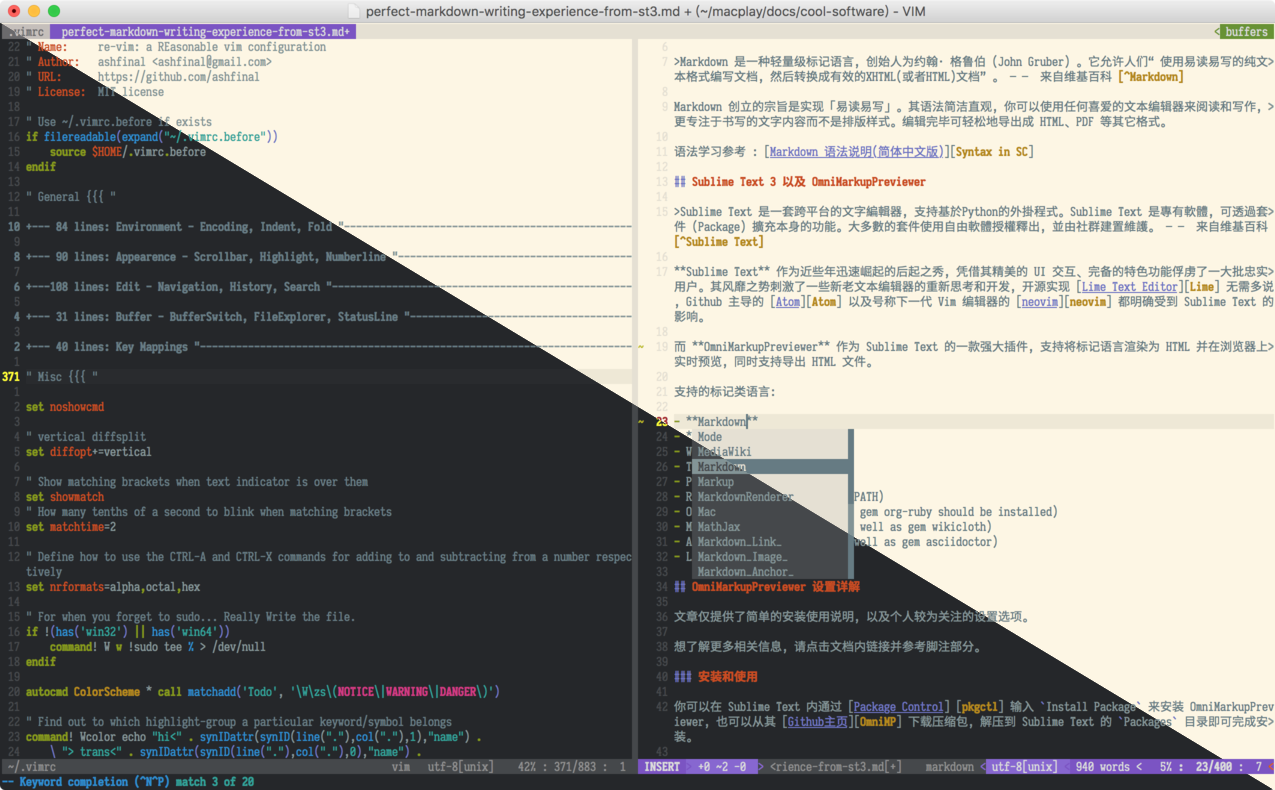 perfect-markdown-writing-experience-from-st3.md + (~/macplay/docs/cool-software) - VIM
.vimrc perfect-markdown-writing-experience-from-st3.md+ < buffers
22 " Name: re-vim: a REasonable vim configuration
21 " Author: ashfinal <ashfinal@gmail.com>
20 " URL: https://github.com/ashfinal
19 " License: MIT license
18
17 " Use ~/.vimrc.before if exists
16 if filereadable(expand("~/.vimrc.before"))
15 source $HOME/.vimrc.before
14 endif
13
12 " General {{{ "
11
10 +--- 84 lines: Environment - Encoding, Indent, Fold "
9
8 +--- 90 lines: Appearence - Scrollbar, Highlight, Numberline "
7
6 +---108 lines: Edit - Navigation, History, Search "
5
4 +--- 31 lines: Buffer - BufferSwitch, FileExplorer, StatusLine "
3
2 +--- 40 lines: Key Mappings "
1
371 " Misc {{{ "
1
2 set noshowcmd
3
4 " vertical diffsplit
5 set diffopt+=vertical
6
7 " Show matching brackets when text indicator is over them
8 set showmatch
9 " How many tenths of a second to blink when matching brackets
10 set matchtime=2
11
12 " Define how to use the CTRL-A and CTRL-X commands for adding to and subtracting from a number respec
tively
13 set nrformats=alpha,octal,hex
14
15 " For when you forget to sudo... Really Write the file.
16 if !(has('win32') || has('win64'))
17 command! W w !sudo tee % > /dev/null
18 endif
19
20 autocmd ColorScheme * call matchadd('Todo', '\W\zs\(NOTICE\|WARNING\|DANGER\)')
21
22 " Find out to which highlight-group a particular keyword/symbol belongs
23 command! Wcolor echo "hi<" . synIDattr(synID(line("."),col("."),1),"name") .
24 \ "> trans<" . synIDattr(synID(line("."),col("."),0),"name") .
~/.vimrc vim utf-8[unix] 42% : 371/883 : 1
6
7 >Markdown 是一种轻量级标记语言，创始人为约翰·格鲁伯（John Gruber）。它允许人们“使用易读易写的纯文>
本格式编写文档，然后转换成有效的XHTML(或者HTML)文档”。 -- 来自维基百科 [^Markdown]
8
9 Markdown 创立的宗旨是实现「易读易写」。其语法简洁直观，你可以使用任何喜爱的文本编辑器来阅读和写作，>
更专注于书写的文字内容而不是排版样式。编辑完毕可轻松地导出成 HTML、PDF 等其它格式。
10
11 语法学习参考 : [Markdown 语法说明(简体中文版)][Syntax in SC]
12
13 ## Sublime Text 3 以及 OmniMarkupPreviewer
14
15 >Sublime Text 是一套跨平台的文字編輯器，支持基於Python的外掛程式。Sublime Text 是專有軟體，可透過套>
件（Package）擴充本身的功能。大多數的套件使用自由軟體授權釋出，並由社群建置維護。 -- 来自维基百科
[^Sublime Text]
16
17 **Sublime Text** 作为近些年迅速崛起的后起之秀，凭借其精美的 UI 交互、完备的特色功能俘虏了一大批忠实>
用户。其风靡之势刺激了一些新老文本编辑器的重新思考和开发，开源实现 [Lime Text Editor][Lime] 无需多说
，Github 主导的 [Atom][Atom] 以及号称下一代 Vim 编辑器的 [neovim][neovim] 都明确受到 Sublime Text 的
影响。
18
~ 19 而 **OmniMarkupPreviewer** 作为 Sublime Text 的一款强大插件，支持将标记语言渲染为 HTML 并在浏览器上>
实时预览，同时支持导出 HTML 文件。
20
21 支持的标记类语言:
22
~ 23 - **Markdown**
24 - * Mode
25 - W MediaWiki
26 - T Markdown
27 - P Markup
28 - R MarkdownRenderer PATH)
29 - O Mac gem org-ruby should be installed)
30 - M MathJax well as gem wikicloth)
31 - A Markdown_Link_ well as gem asciidoctor)
32 - L Markdown_Image_
33 Markdown_Anchor_
34 ## OmniMarkupPreviewer 设置详解
35
36 文章仅提供了简单的安装使用说明，以及个人较为关注的设置选项。
37
38 想了解更多相关信息，请点击文档内链接并参考脚注部分。
39
40 ### 安装和使用
41
42 你可以在 Sublime Text 内通过 [Package Control] [pkgctl] 输入 `Install Package` 来安装 OmniMarkupPrev
iewer，也可以从其 [Github主页][OmniMP] 下载压缩包，解压到 Sublime Text 的 `Packages` 目录即可完成安>
装。
43
INSERT +0 ~2 -0 > <rience-from-st3.md[+] markdown < utf-8[unix] < 940 words < 5% : 23/400 : 7 <
-- Keyword completion (^N^P) match 3 of 20